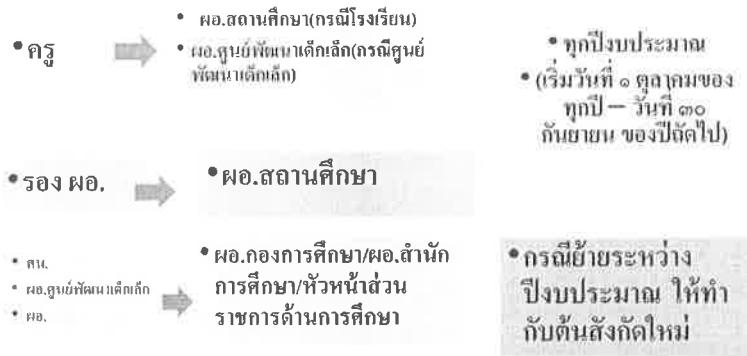 • ครู
• ผอ.สถานศึกษา(กรณีโรงเรียน)
• ผอ.ศูนย์พัฒนาเด็กเล็ก(กรณีศูนย์
พัฒนาเด็กเล็ก)
• ทุกปีงบประมาณ
• (เริ่มวันที่ ๑ ตุลาคมของ
ทุกปี – วันที่ ๓๐
กันยายน ของปีถัดไป)
• รอง ผอ.
• ผอ.สถานศึกษา
• ศน.
• ผอ.ศูนย์พัฒนาเด็กเล็ก
• ผอ.
• ผอ.กองการศึกษา/ผอ.สำนัก
การศึกษา/หัวหน้าส่วน
ราชการด้านการศึกษา
• กรณีย้ายระหว่าง
ปีงบประมาณ ให้ทำ
กับต้นสังกัดใหม่